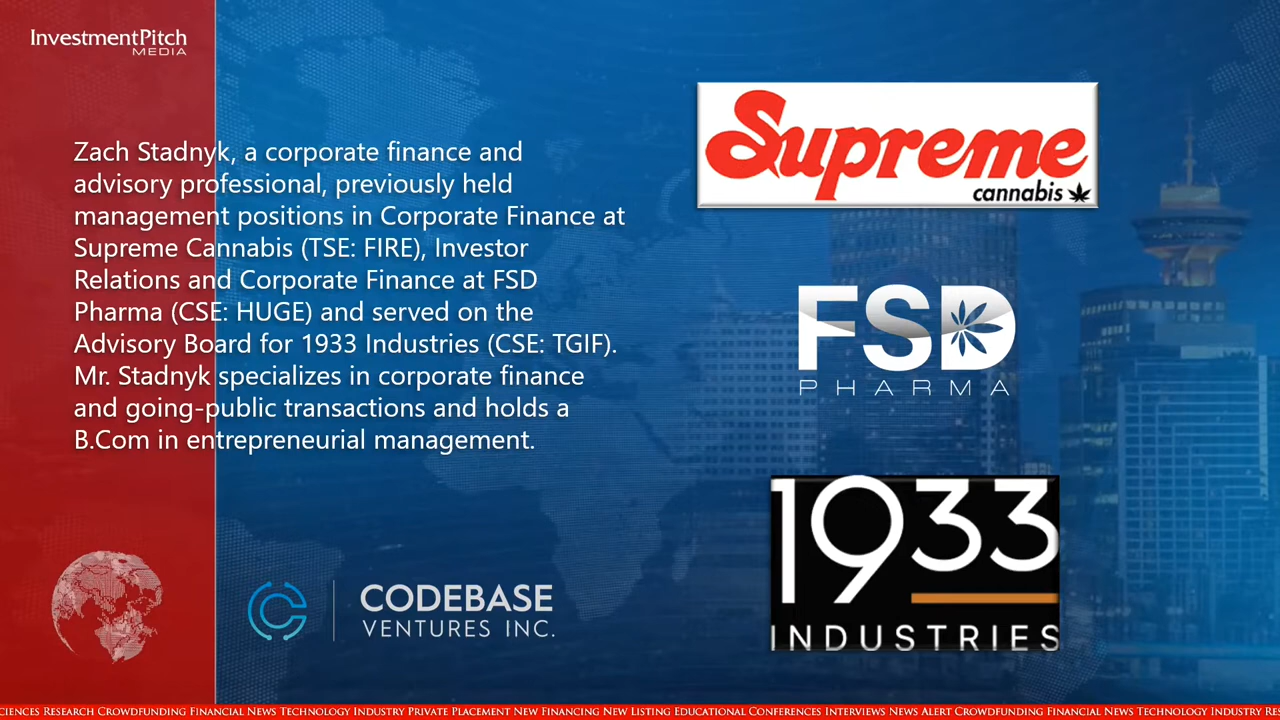 InvestmentPitch
MEDIA
Zach Stadnyk, a corporate finance and
advisory professional, previously held
management positions in Corporate Finance at
Supreme Cannabis (TSE: FIRE), Investor
Relations and Corporate Finance at FSD
Pharma (CSE: HUGE) and served on the
Advisory Board for 1933 Industries (CSE: TGIF).
Mr. Stadnyk specializes in corporate finance
and going-public transactions and holds a
B.Com in entrepreneurial management.
Supreme
cannabis
FSD
PHARMA
1933
INDUSTRIES
CODEBASE
VENTURES INC.
CIENCES RESEARCH CROWDFUNDING FINANCIAL NEWS TECHNOLOGY INDUSTRY PRIVATE PLACEMENT NEW FINANCING NEW LISTING EDUCATIONAL CONFERENCES INTERVIEWS NEWS ALERT CROWDFUNDING FINANCIAL NEWS TECHNOLOGY INDUSTRY RES